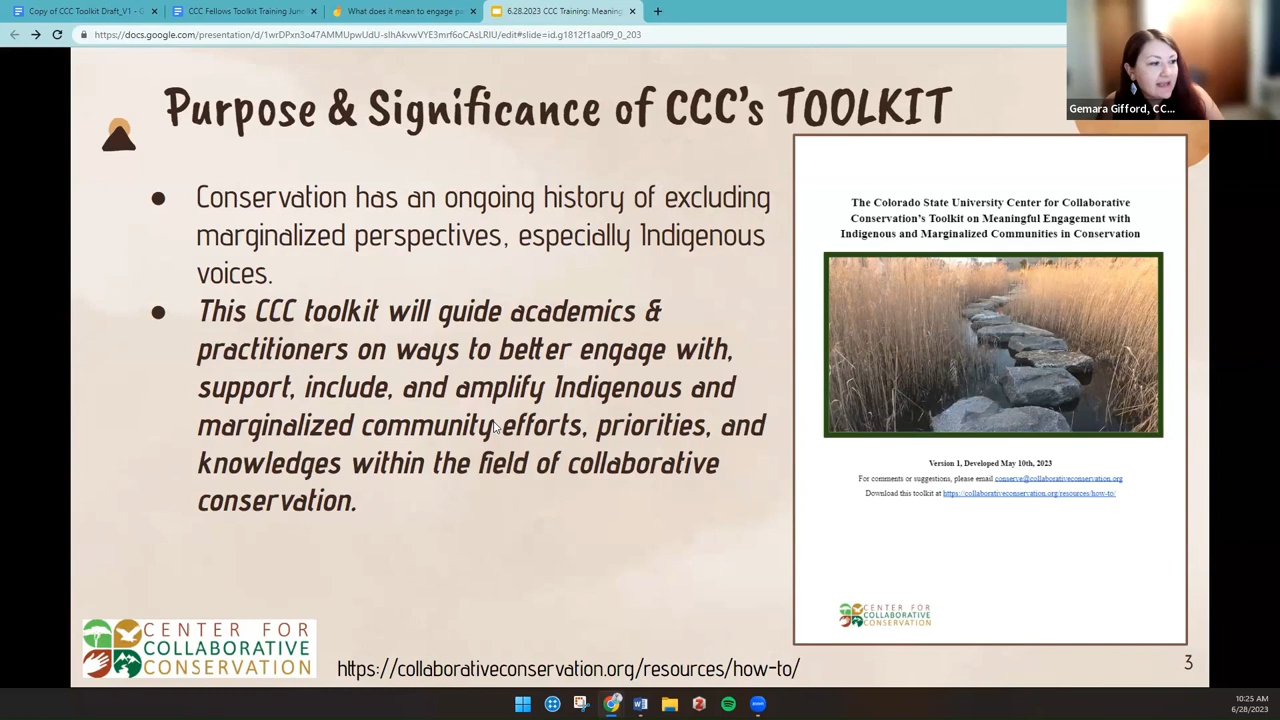 Copy of CCC Toolkit Draft_V1 - G
CCC Fellows Toolkit Training Jun
What does it mean to engage pe
6.28.2023 CCC Training: Meaning
https://docs.google.com/presentation/d/1wrDPxn3o47AMMUpwUdU-slhAkvwVYE3mrf6oCAsLRlU/edit#slide=id.g1812f1aa0f9_0_203
Gemara Gifford, CC...
Purpose & Significance of CCC's TOOLKIT
● Conservation has an ongoing history of excluding
marginalized perspectives, especially Indigenous
voices.
● This CCC toolkit will guide academics &
practitioners on ways to better engage with,
support, include, and amplify Indigenous and
marginalized community efforts, priorities, and
knowledges within the field of collaborative
conservation.
The Colorado State University Center for Collaborative
Conservation's Toolkit on Meaningful Engagement with
Indigenous and Marginalized Communities in Conservation
Version 1, Developed May 10th, 2023
For comments or suggestions, please email conserve@collaborativeconservation.org
Download this toolkit at https://collaborativeconservation.org/resources/how-to/
CENTER FOR
COLLABORATIVE
CONSERVATION
CENTER FOR
COLLABORATIVE
CONSERVATION
https://collaborativeconservation.org/resources/how-to/
3
10:25 AM
6/28/2023